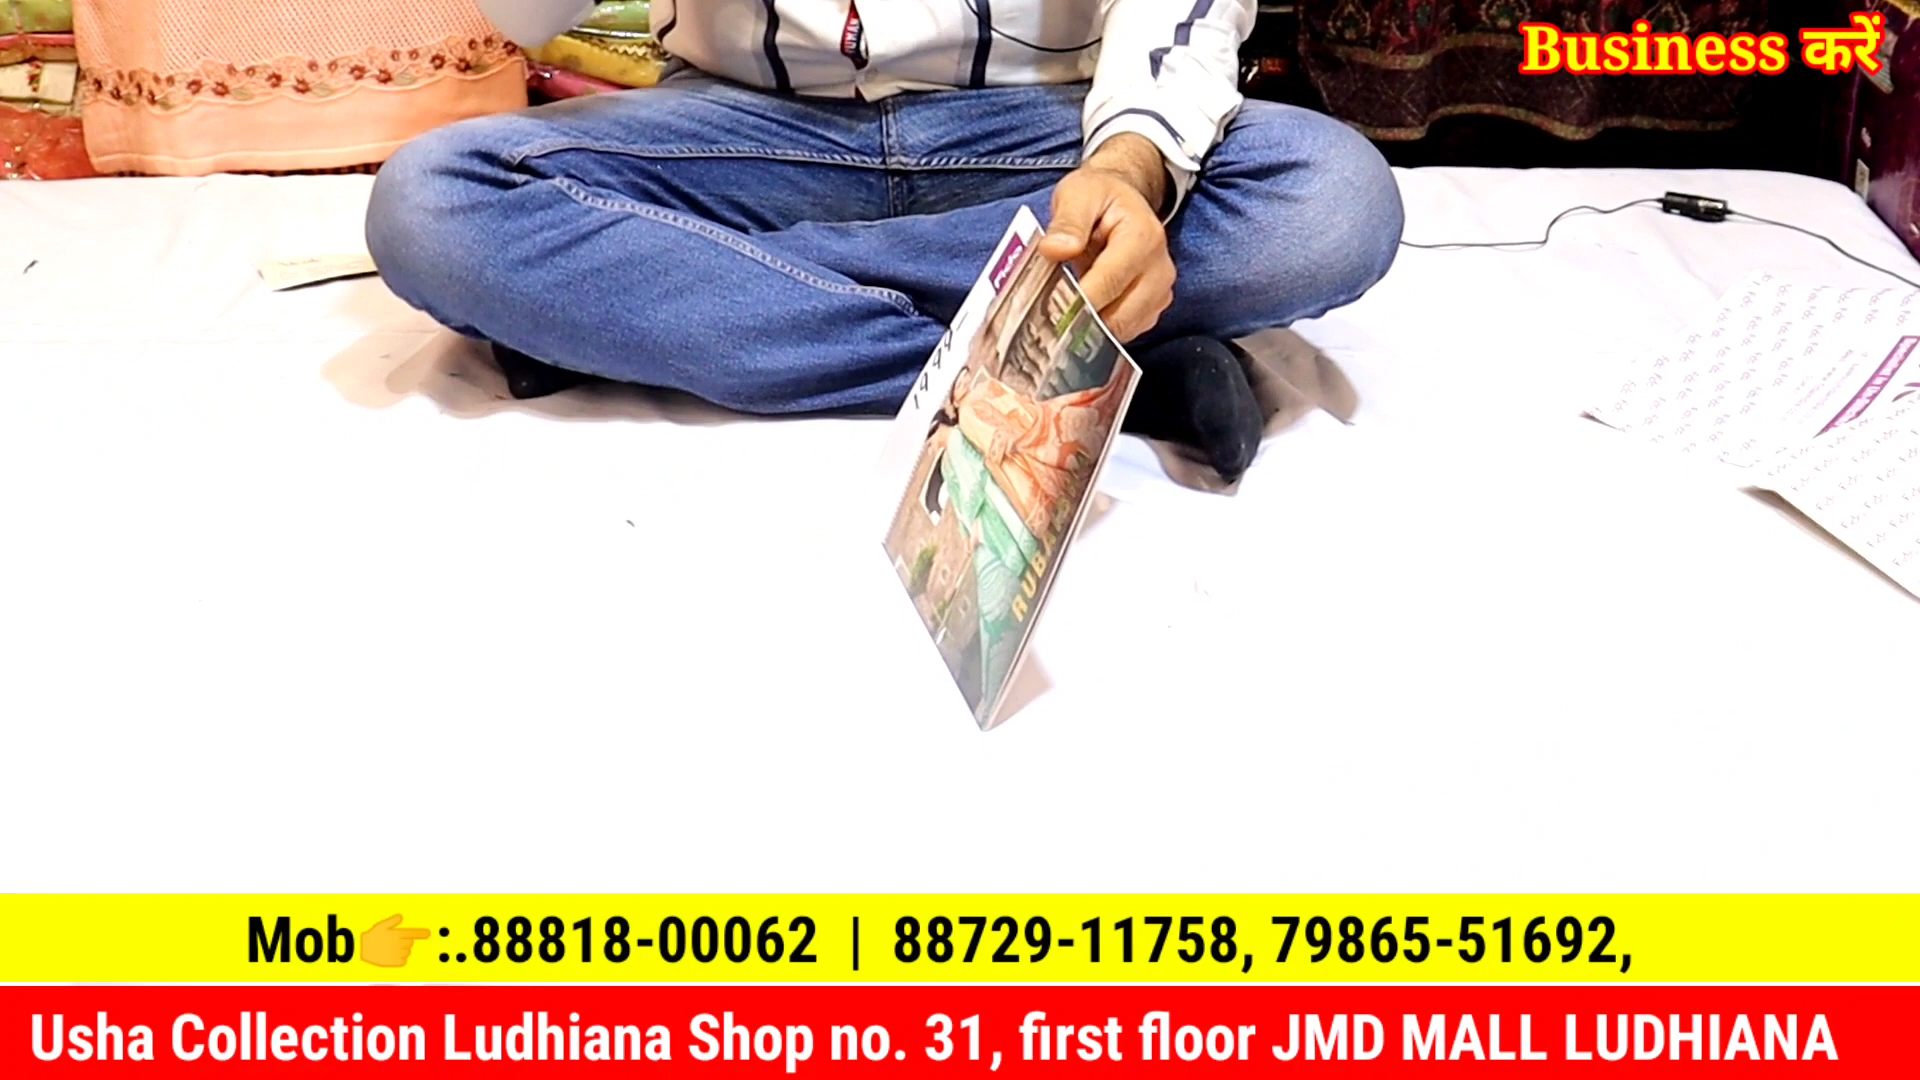 Business करें
1999/-
Mob👉:.88818-00062 | 88729-11758, 79865-51692,
Usha Collection Ludhiana Shop no. 31, first floor JMD MALL LUDHIANA